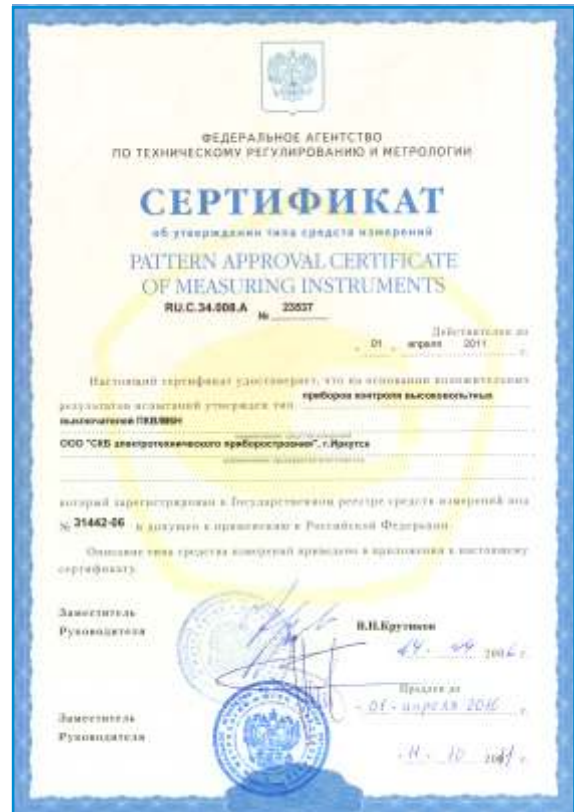 ФЕДЕРАЛЬНОЕ АГЕНТСТВО
ПО ТЕХНИЧЕСКОМУ РЕГУЛИРОВАНИЮ И МЕТРОЛОГИИ
СЕРТИФИКАТ
об утверждении типа средств измерений
PATTERN APPROVAL CERTIFICATE
OF MEASURING INSTRUMENTS
RU.C.34.008.A № 23537
Действителен до
01 апреля 2011 г.
Настоящий сертификат удостоверяет, что на основании положительных
результатов испытаний утвержден тип приборов контроля высоковольтных
выключателей
ООО "СКБ электротехнического приборостроения", г.Иркутск
который зарегистрирован в Государственном реестре средств измерений под
№ 31442-06 и допущен к применению в Российской Федерации
Описание типа средства измерений приведено в приложении к настоящему
сертификату.
Заместитель
Руководителя
В.Н.Крутиков
2006 г.
Продлен до
01 апреля 2016 г.
Заместитель
Руководителя
11. 10 2011 г.